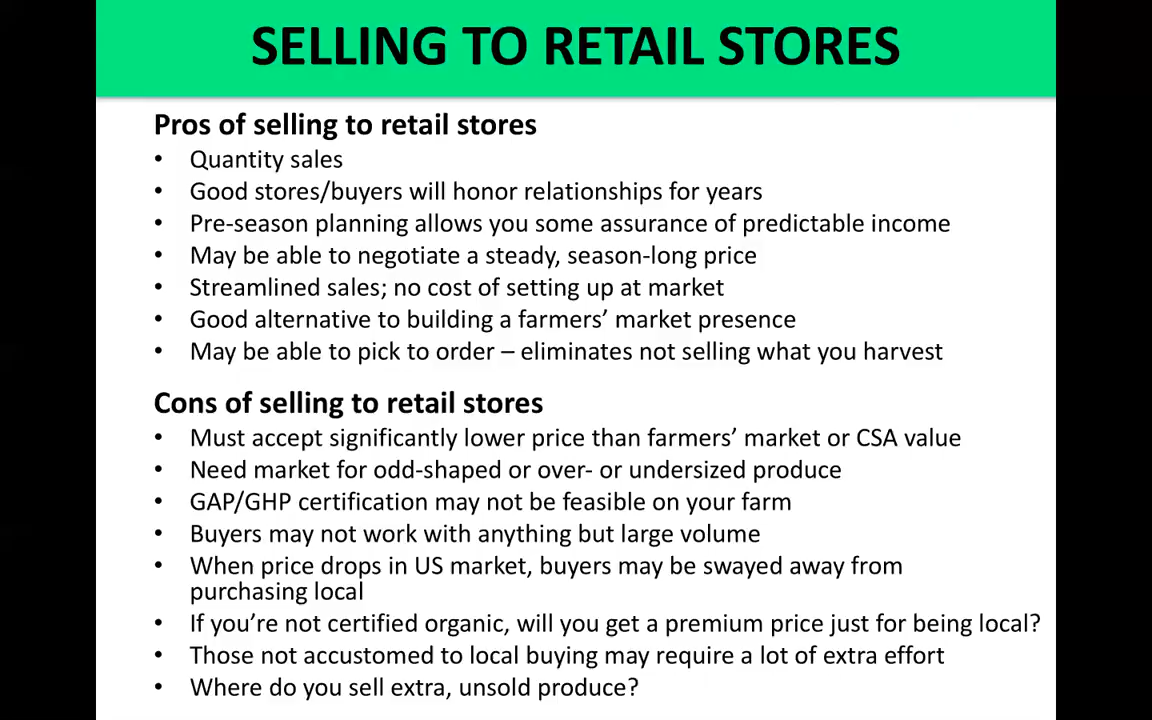 SELLING TO RETAIL STORES
Pros of selling to retail stores
• Quantity sales
• Good stores/buyers will honor relationships for years
• Pre-season planning allows you some assurance of predictable income
• May be able to negotiate a steady, season-long price
• Streamlined sales; no cost of setting up at market
• Good alternative to building a farmers’ market presence
• May be able to pick to order – eliminates not selling what you harvest
Cons of selling to retail stores
• Must accept significantly lower price than farmers’ market or CSA value
• Need market for odd-shaped or over- or undersized produce
• GAP/GHP certification may not be feasible on your farm
• Buyers may not work with anything but large volume
• When price drops in US market, buyers may be swayed away from
purchasing local
• If you’re not certified organic, will you get a premium price just for being local?
• Those not accustomed to local buying may require a lot of extra effort
• Where do you sell extra, unsold produce?